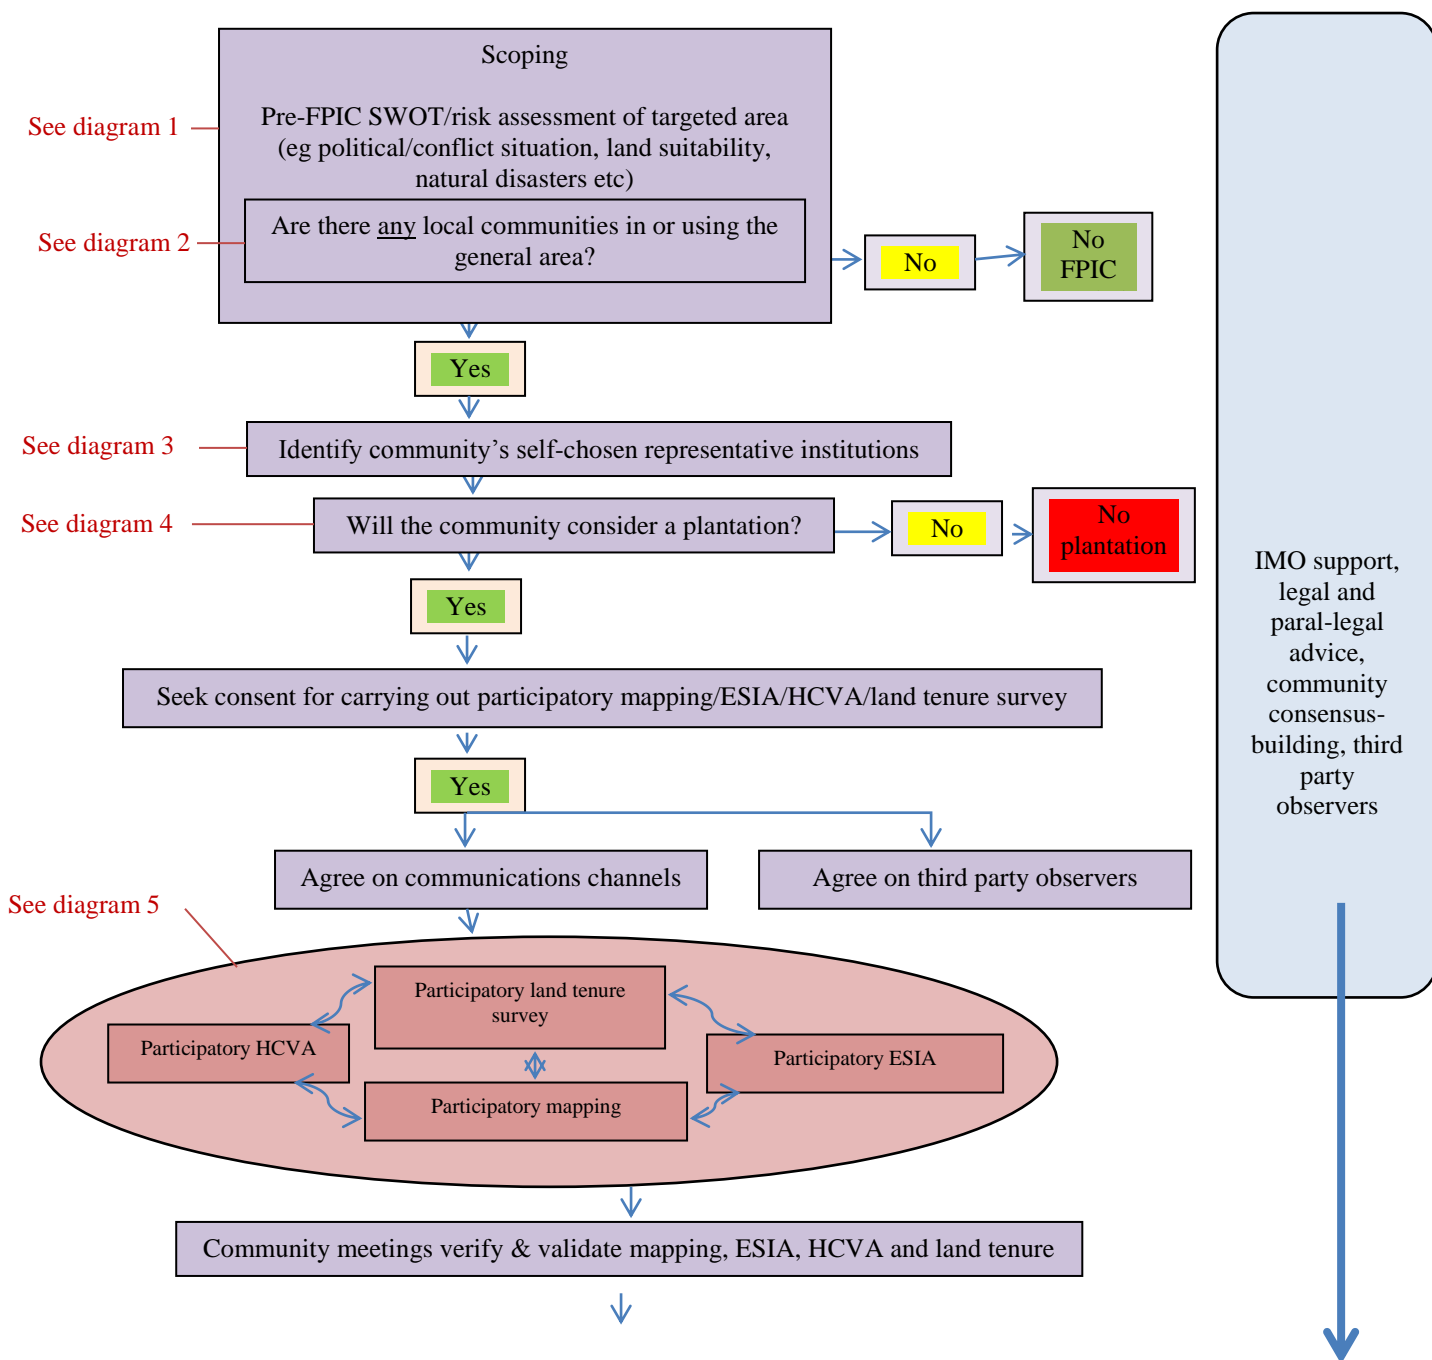 Scoping
See diagram 1
Pre-FPIC SWOT/risk assessment of targeted area
(eg political/conflict situation, land suitability,
natural disasters etc)
See diagram 2
Are there any local communities in or using the
general area?
No
No
FPIC
Yes
See diagram 3
Identify community’s self-chosen representative institutions
See diagram 4
Will the community consider a plantation?
No
No
plantation
Yes
Seek consent for carrying out participatory mapping/ESIA/HCVA/land tenure survey
Yes
Agree on communications channels
Agree on third party observers
See diagram 5
Participatory land tenure
survey
Participatory HCVA
Participatory ESIA
Participatory mapping
Community meetings verify & validate mapping, ESIA, HCVA and land tenure
IMO support,
legal and
paral-legal
advice,
community
consensus-
building, third
party
observers